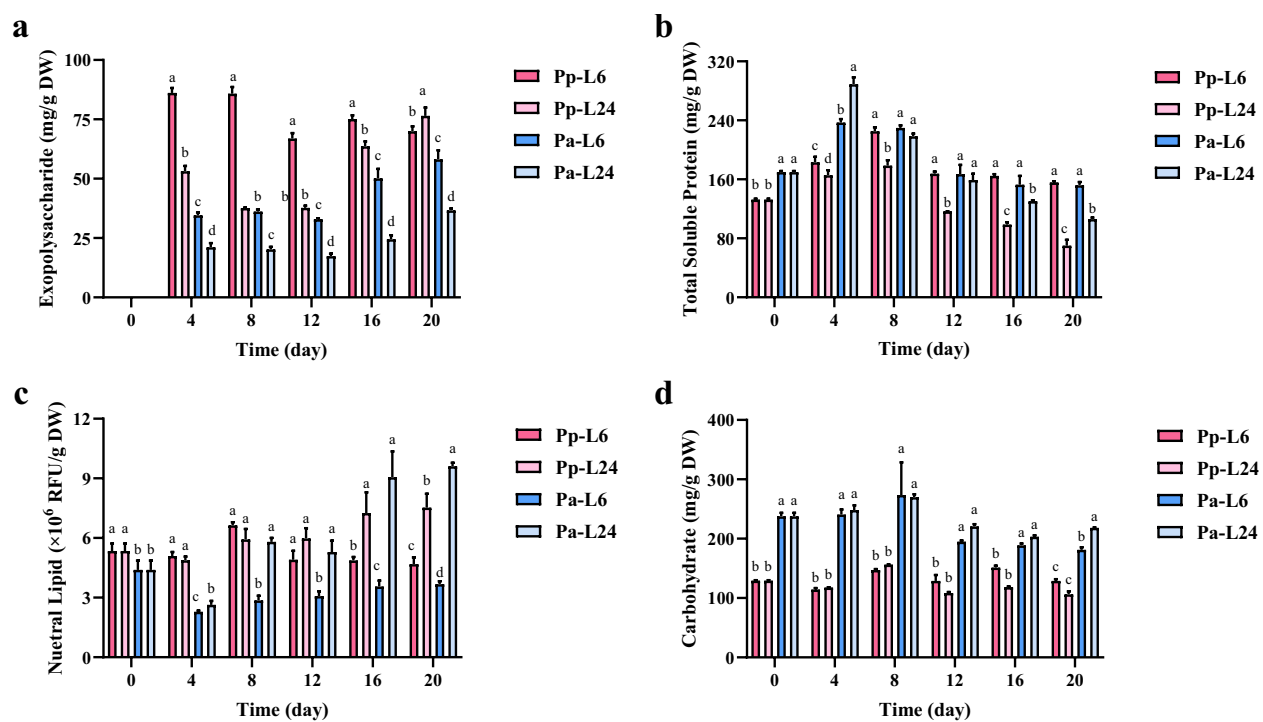 a
Exopolysaccharide (mg/g DW)
100
75
50
25
0
a b c d
a b b c
a b c d
a b c d
b a c d
0 4 8 12 16 20
Time (day)
Pp-L6
Pp-L24
Pa-L6
Pa-L24
b
Total Soluble Protein (mg/g DW)
320
240
160
80
0
b b a a
c d b a
a b a a
a b a a
a c a b
a c a b
0 4 8 12 16 20
Time (day)
Pp-L6
Pp-L24
Pa-L6
Pa-L24
c
Nuetral Lipid (×10⁶ RFU/g DW)
12
9
6
3
0
a a b b
a a c b
a a b a
a a b a
b a c a
c b d a
0 4 8 12 16 20
Time (day)
Pp-L6
Pp-L24
Pa-L6
Pa-L24
d
Carbohydrate (mg/g DW)
400
300
200
100
0
b b a a
b b a a
b b a a
b b a a
b b a a
c c b a
0 4 8 12 16 20
Time (day)
Pp-L6
Pp-L24
Pa-L6
Pa-L24